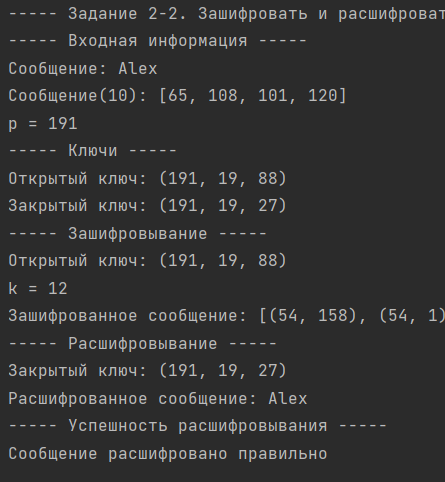 ----- Задание 2-2. Зашифровать и расшифроват
----- Входная информация -----
Сообщение: Alex
Сообщение(10): [65, 108, 101, 120]
p = 191
----- Ключи -----
Открытый ключ: (191, 19, 88)
Закрытый ключ: (191, 19, 27)
----- Зашифровывание -----
Открытый ключ: (191, 19, 88)
k = 12
Зашифрованное сообщение: [(54, 158), (54, 1)
----- Расшифровывание -----
Закрытый ключ: (191, 19, 27)
Расшифрованное сообщение: Alex
----- Успешность расшифровывания -----
Сообщение расшифровано правильно